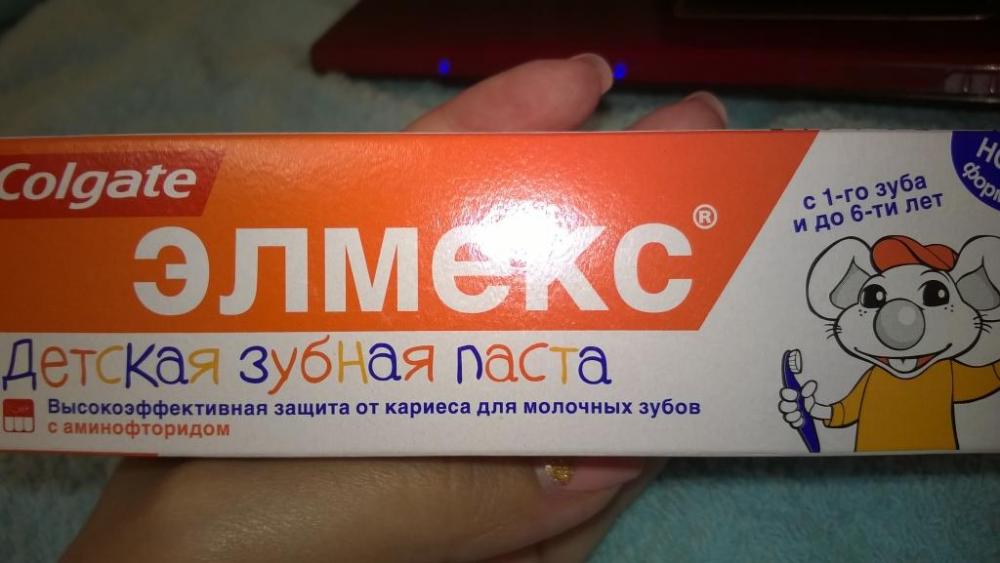 Colgate
ЭЛМЕКС®
с 1-го зуба
и до 6-ти лет
Детская зубная паста
Высокоэффективная защита от кариеса для молочных зубов
с аминофторидом